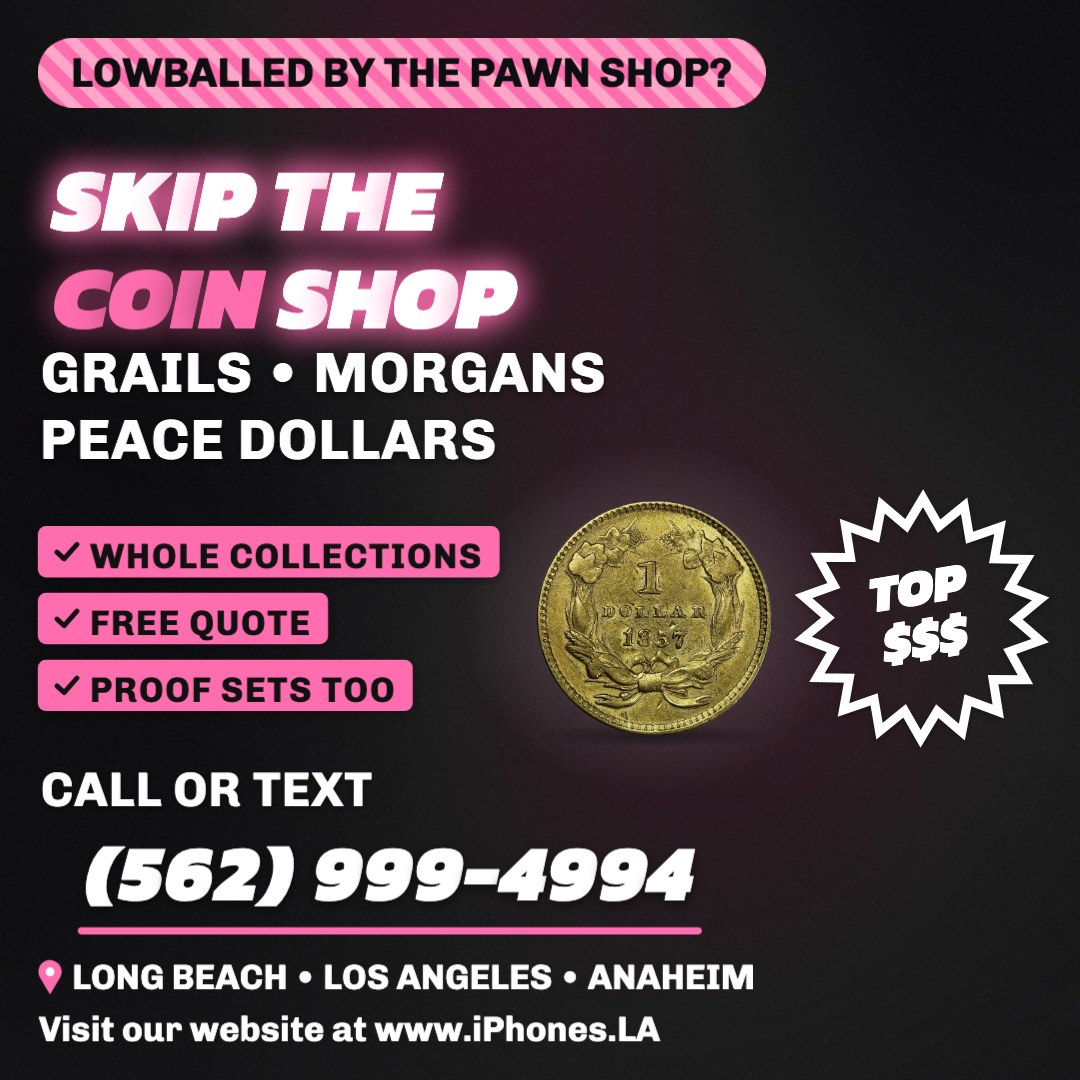 LOWBALLED BY THE PAWN SHOP?
SKIP THE
COIN SHOP
GRAILS • MORGANS
PEACE DOLLARS
✓ WHOLE COLLECTIONS
✓ FREE QUOTE
✓ PROOF SETS TOO
1
DOLLAR
1857
TOP
$$$
CALL OR TEXT
(562) 999-4994
LONG BEACH • LOS ANGELES • ANAHEIM
Visit our website at www.iPhones.LA